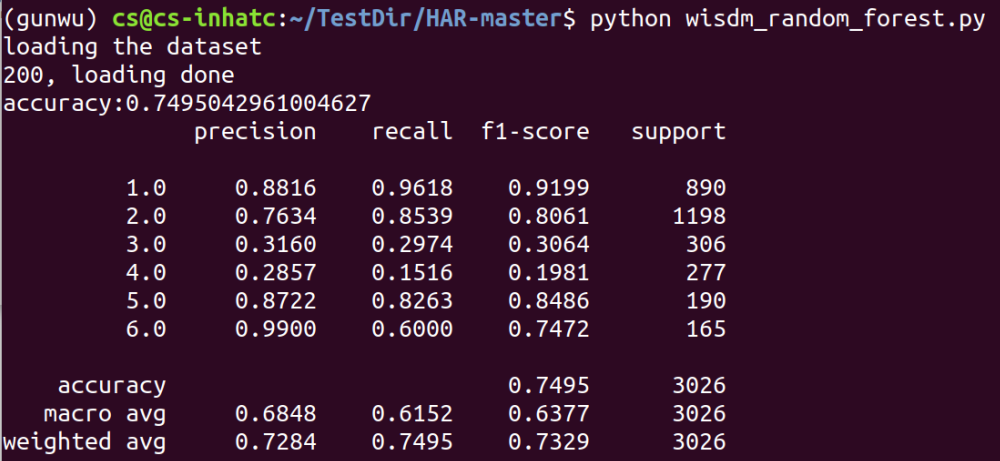 (gunwu) cs@cs-inhatc:~/TestDir/HAR-master$ python wisdm_random_forest.py
loading the dataset
200, loading done
accuracy:0.7495042961004627
precision recall f1-score support
1.0 0.8816 0.9618 0.9199 890
2.0 0.7634 0.8539 0.8061 1198
3.0 0.3160 0.2974 0.3064 306
4.0 0.2857 0.1516 0.1981 277
5.0 0.8722 0.8263 0.8486 190
6.0 0.9900 0.6000 0.7472 165
accuracy 0.7495 3026
macro avg 0.6848 0.6152 0.6377 3026
weighted avg 0.7284 0.7495 0.7329 3026